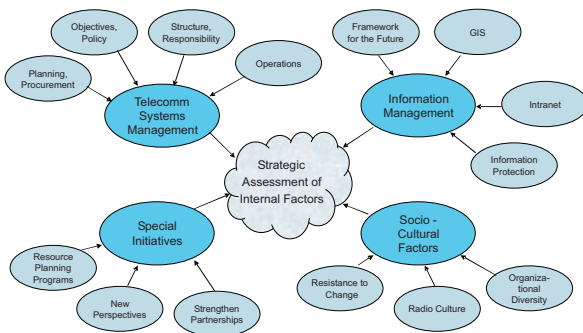 Objectives,
Policy
Structure,
Responsibility
Planning,
Procurement
Operations
Telecomm
Systems
Management
Framework
for the Future
GIS
Information
Management
Intranet
Information
Protection
Strategic
Assessment of
Internal Factors
Special
Initiatives
Resource
Planning
Programs
New
Perspectives
Strengthen
Partnerships
Socio -
Cultural
Factors
Resistance to
Change
Radio Culture
Organiza-
tional
Diversity